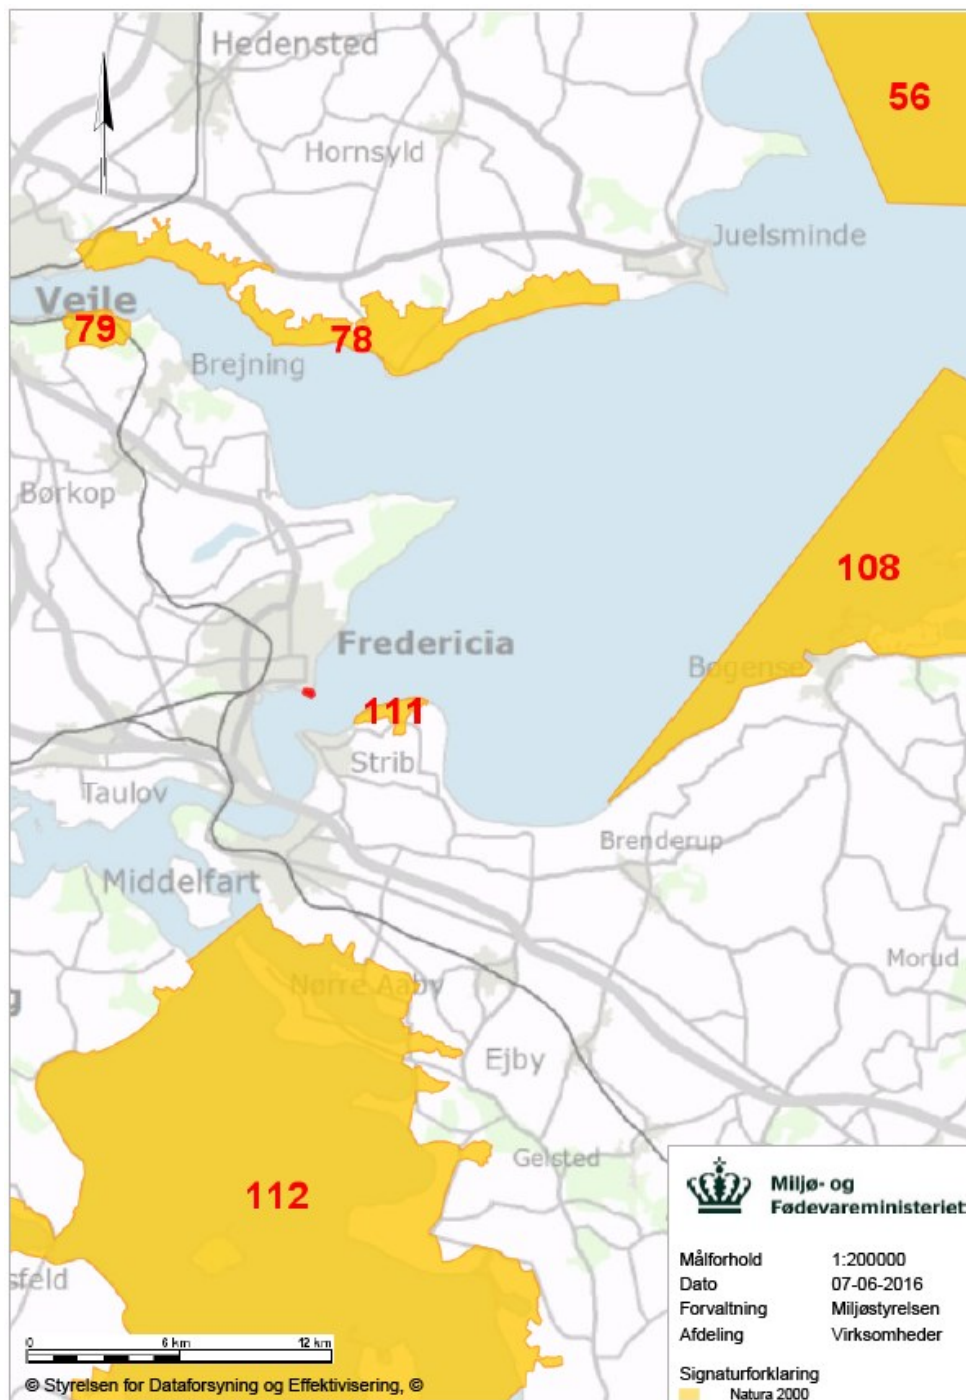 Hedensted
56
Hornsyld
Juelsminde
Vejle
79
78
Brejning
Børkop
108
Fredericia
Bogense
111
Strib
Taulov
Brenderup
Middelfart
Morud
Nørre Aaby
g
Ejby
Gelsted
112
sfeld
Miljø- og
Fødevareministeriet
Målforhold 1:200000
Dato 07-06-2016
Forvaltning Miljøstyrelsen
Afdeling Virksomheder
Signaturforklaring
Natura 2000
0 6 km 12 km
© Styrelsen for Dataforsyning og Effektivisering, ©